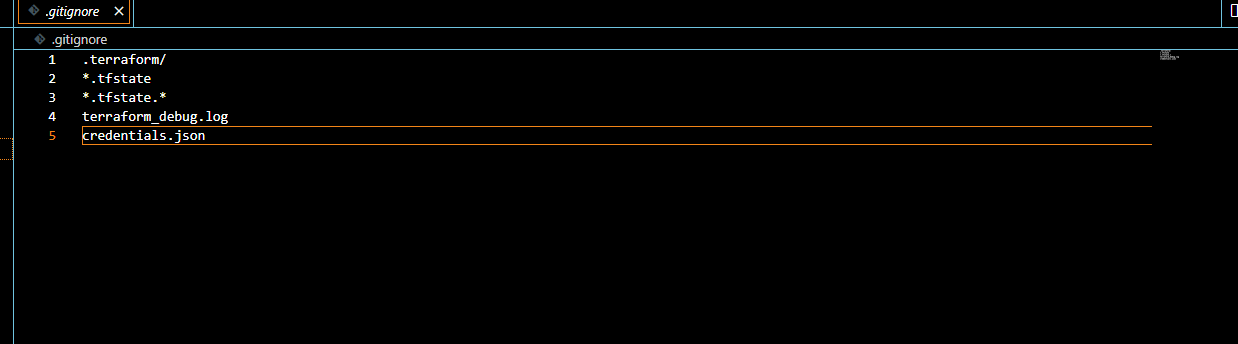 .gitignore
.gitignore
1 .terraform/
2 *.tfstate
3 *.tfstate.*
4 terraform_debug.log
5 credentials.json